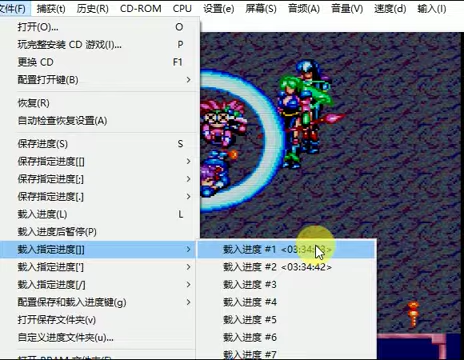 文件(F) 捕获(t) 历史(R) CD-ROM CPU 设置(e) 屏幕(S) 音频(A) 音量(V) 速度(d) 输入(I)
打开(O)... O
玩完整安装 CD 游戏(I)... P
更换 CD F1
配置打开键(B)
恢复(R)
自动检查恢复设置(A)
保存进度(S) S
保存指定进度[[]
保存指定进度[;]
保存指定进度[.]
载入进度(L) L
载入进度后暂停(P)
载入指定进度[]] 载入进度 #1
载入指定进度['] 载入进度 #2 <03:34:42>
载入指定进度[/] 载入进度 #3
配置保存和载入进度键(g) 载入进度 #4
打开保存文件夹(v) 载入进度 #5
自定义进度文件夹(u)... 载入进度 #6
载入进度 #7